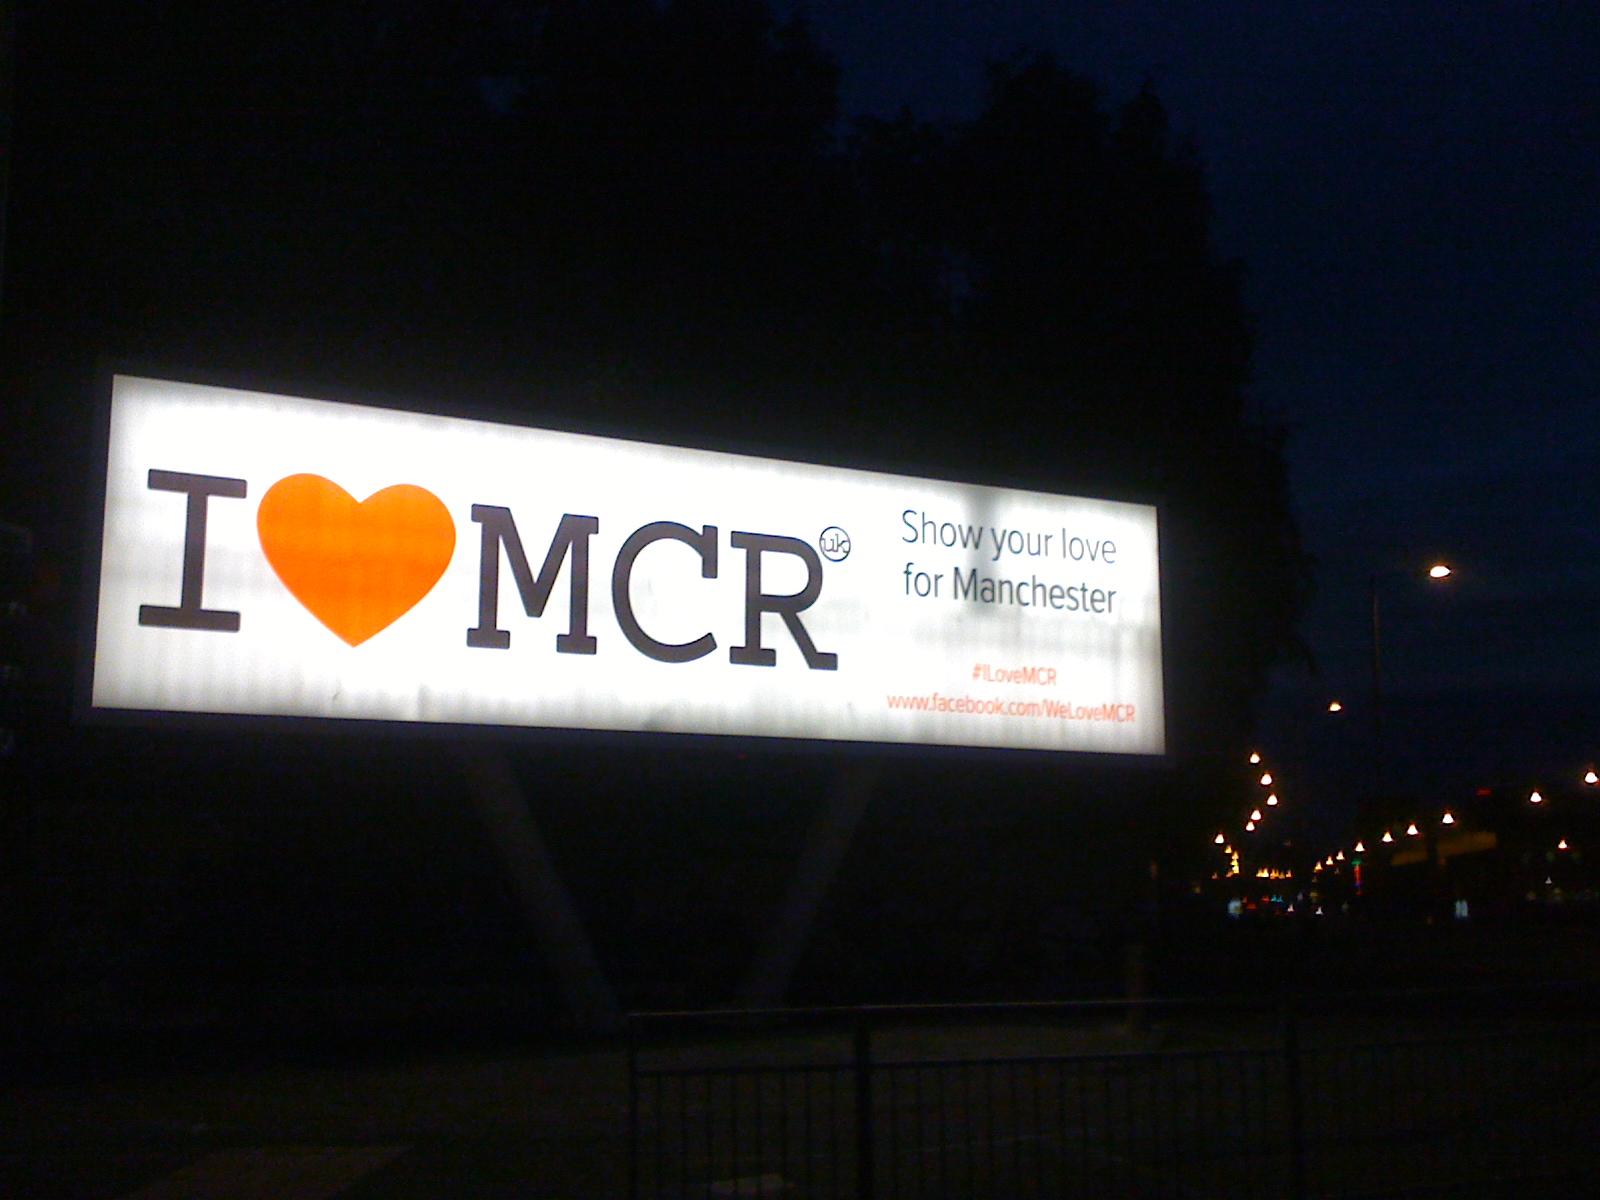 I ♥ MCR uk
Show your love
for Manchester
#ILoveMCR
www.facebook.com/WeLoveMCR